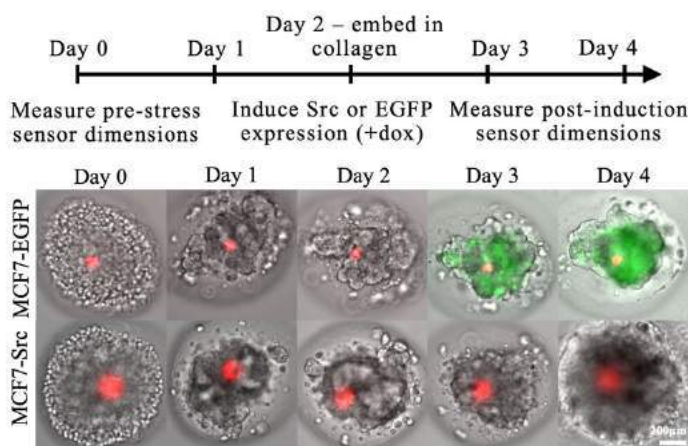 Day 2 – embed in
collagen
Day 0 Day 1 Day 3 Day 4
Measure pre-stress
sensor dimensions
Induce Src or EGFP
expression (+dox)
Measure post-induction
sensor dimensions
Day 0 Day 1 Day 2 Day 3 Day 4
MCF7-EGFP
MCF7-Src
200μm